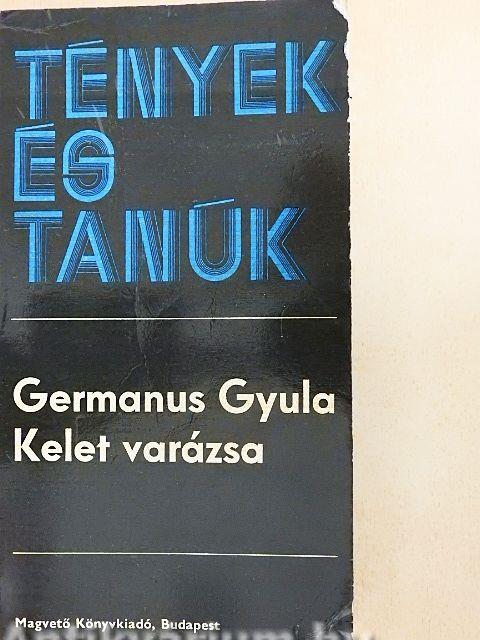 TÉNYEK
ÉS
TANÚK
Germanus Gyula
Kelet varázsa
Magvető Könyvkiadó, Budapest